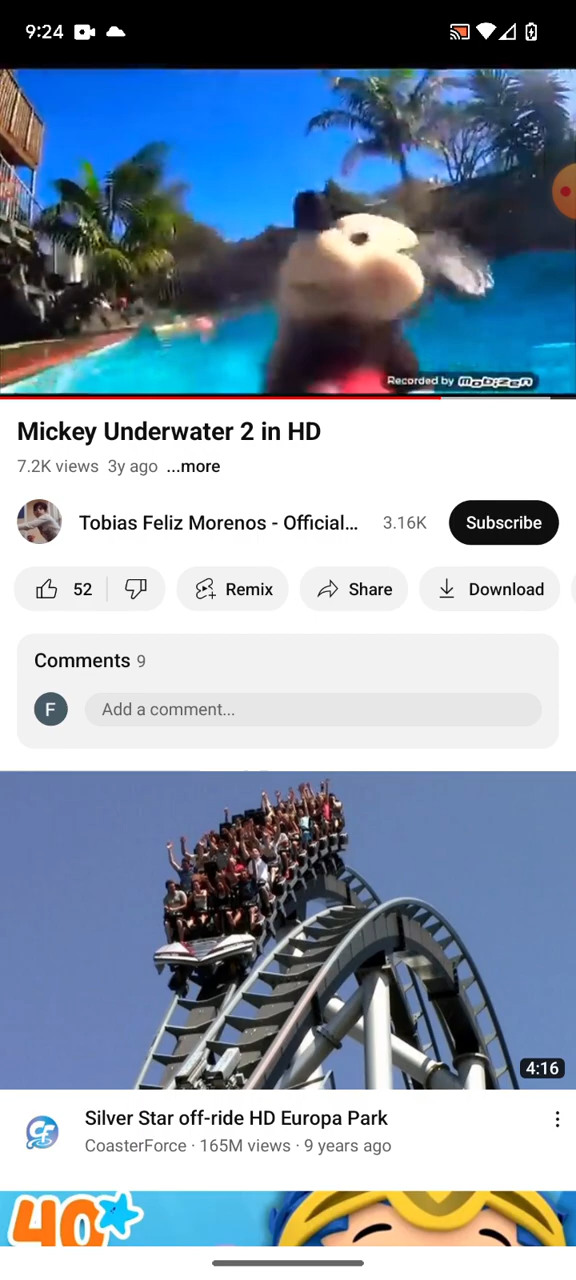 9:24
Recorded by MOBIZEN
Mickey Underwater 2 in HD
7.2K views 3y ago ...more
Tobias Feliz Morenos - Official... 3.16K Subscribe
52 Remix Share Download
Comments 9
F Add a comment...
4:16
Silver Star off-ride HD Europa Park
CF CoasterForce · 165M views · 9 years ago
40